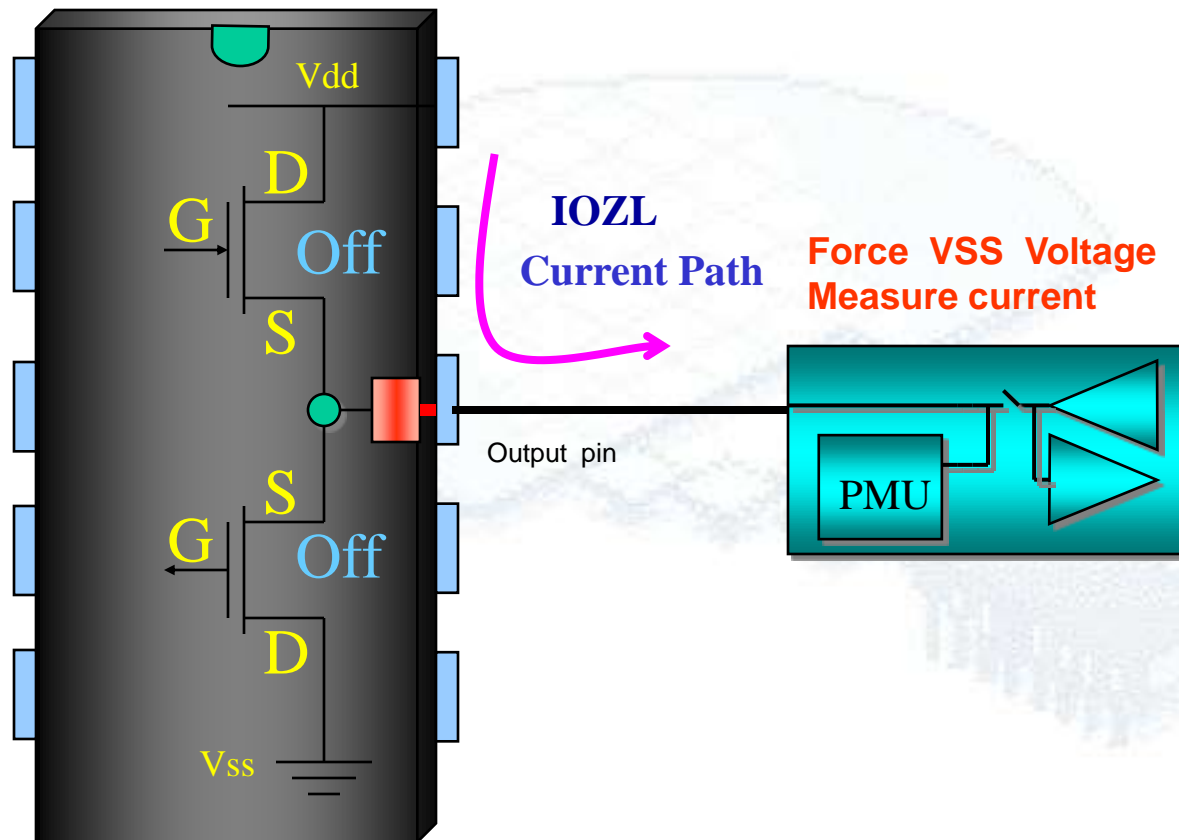 Vdd
D
G
Off
S
IOZL
Current Path
Force VSS Voltage
Measure current
Output pin
PMU
S
G
Off
D
Vss